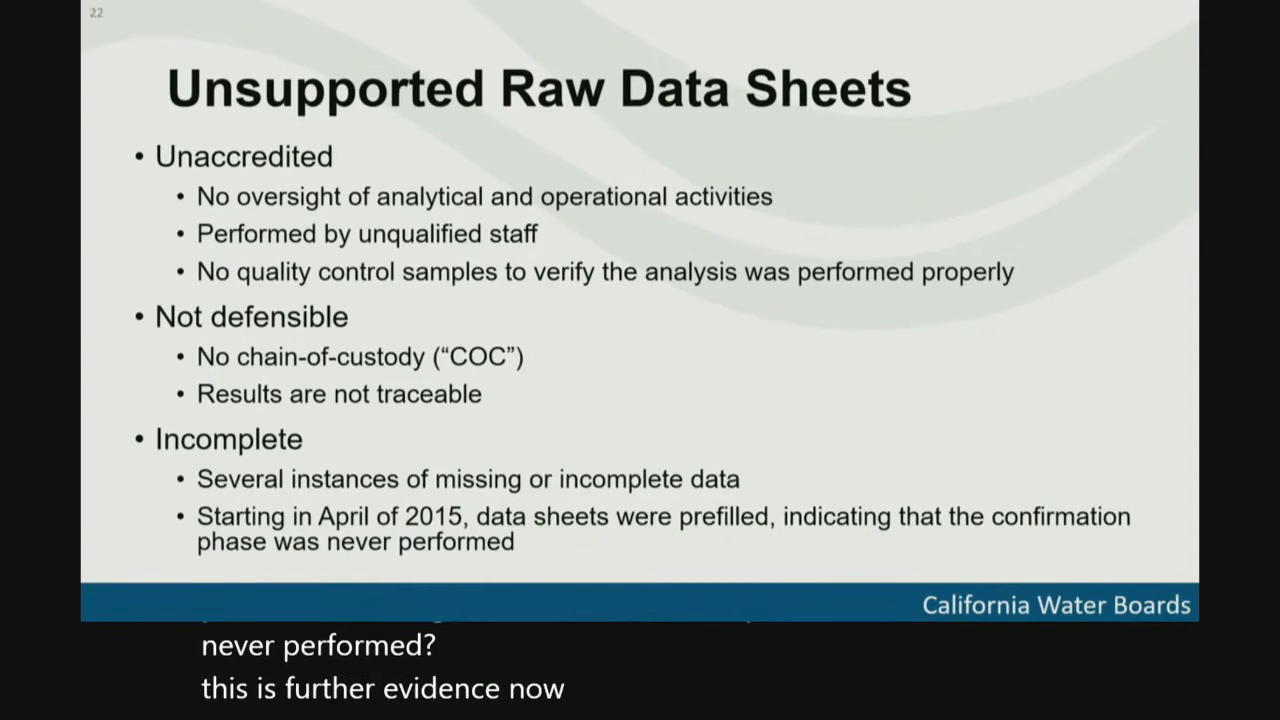 22
Unsupported Raw Data Sheets
• Unaccredited
• No oversight of analytical and operational activities
• Performed by unqualified staff
• No quality control samples to verify the analysis was performed properly
• Not defensible
• No chain-of-custody (“COC”)
• Results are not traceable
• Incomplete
• Several instances of missing or incomplete data
• Starting in April of 2015, data sheets were prefilled, indicating that the confirmation
phase was never performed
California Water Boards
never performed?
this is further evidence now